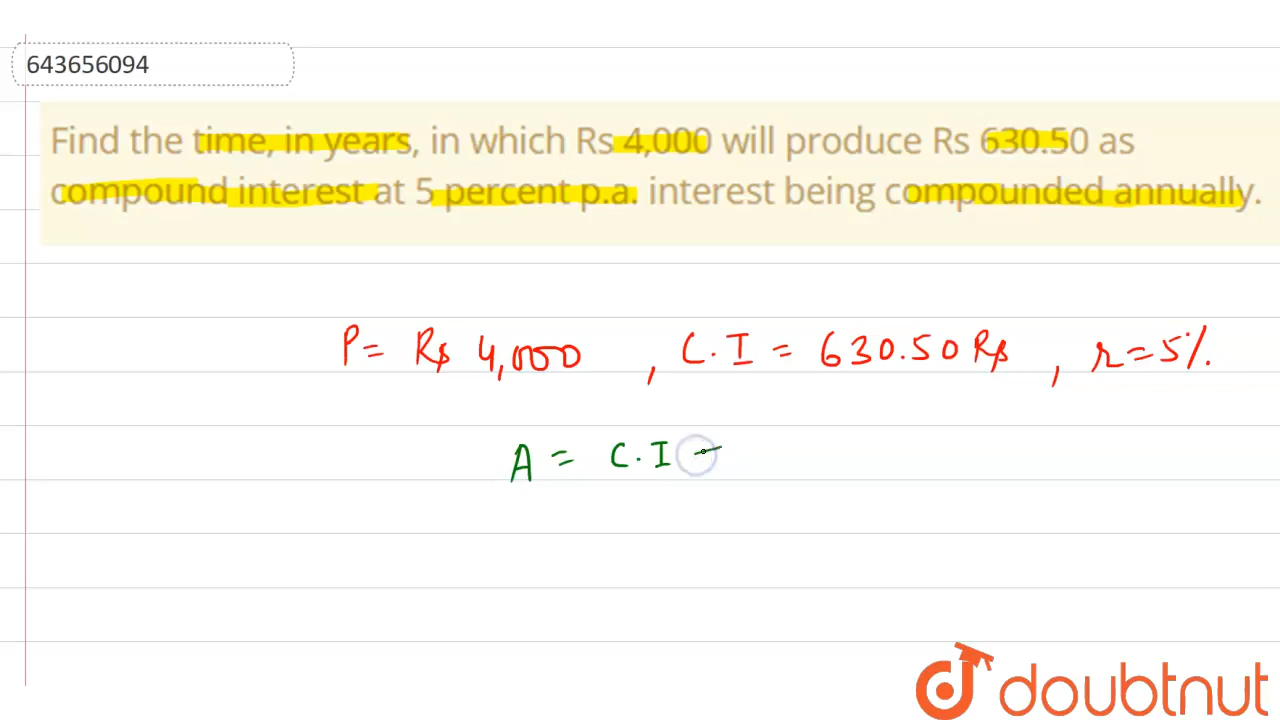 643656094
Find the time, in years, in which Rs 4,000 will produce Rs 630.50 as
compound interest at 5 percent p.a. interest being compounded annually.
P= Rs 4,000 , C.I = 630.50 Rs , r=5%.
A = C.I
doubtnut